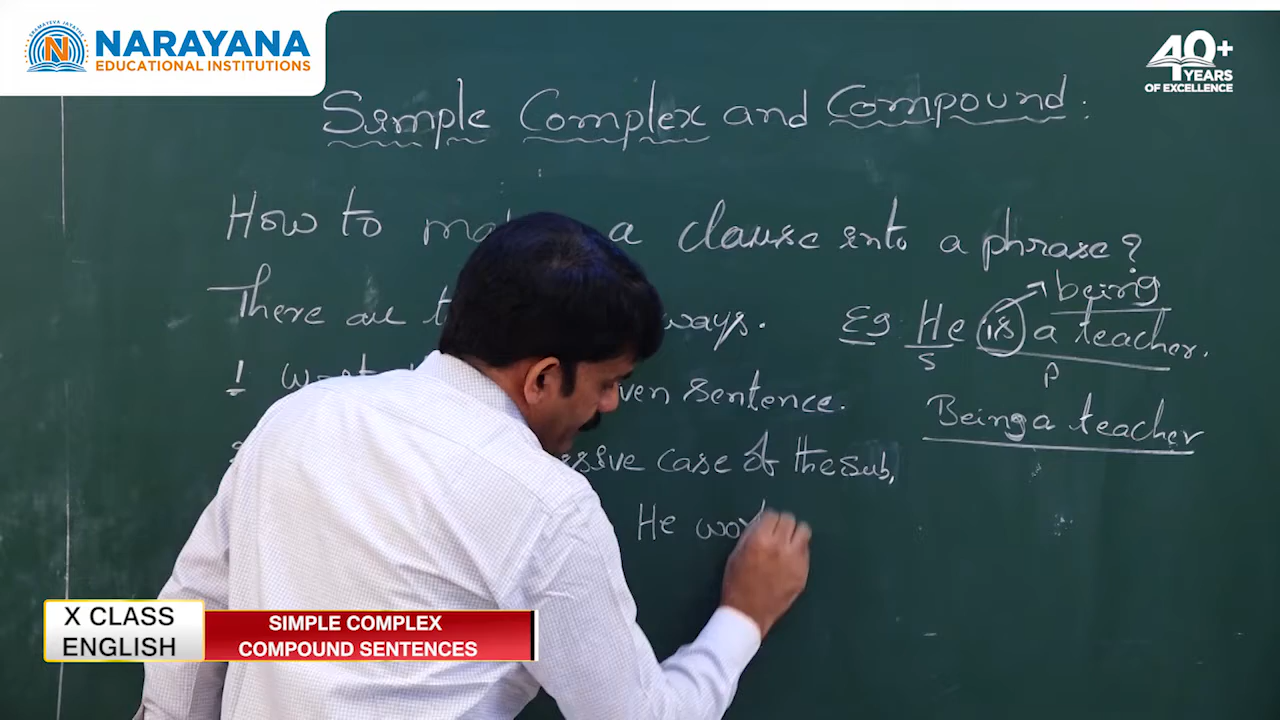 NARAYANA
EDUCATIONAL INSTITUTIONS
40+
YEARS
OF EXCELLENCE
Simple Complex and Compound.
How to a clause into a phrase?
There are ways.
Eg He is a teacher.
being
S
P
1 sentence.
Being a teacher
case of the sub,
He
X CLASS
ENGLISH
SIMPLE COMPLEX
COMPOUND SENTENCES